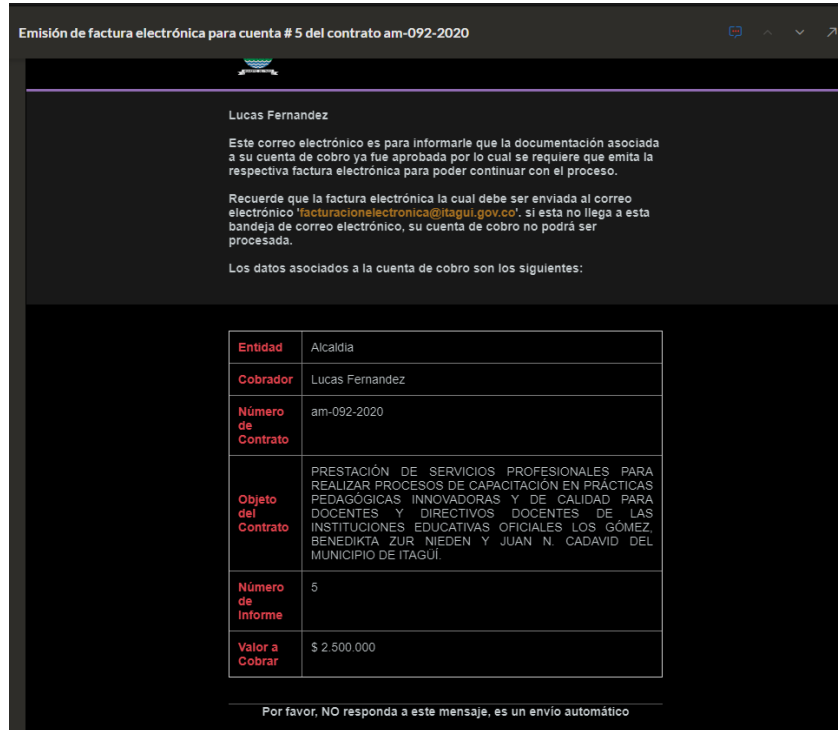 Emisión de factura electrónica para cuenta # 5 del contrato am-092-2020
Lucas Fernandez
Este correo electrónico es para informarle que la documentación asociada
a su cuenta de cobro ya fue aprobada por lo cual se requiere que emita la
respectiva factura electrónica para poder continuar con el proceso.
Recuerde que la factura electrónica la cual debe ser enviada al correo
electrónico 'facturacionelectronica@itagui.gov.co'. si esta no llega a esta
bandeja de correo electrónico, su cuenta de cobro no podrá ser
procesada.
Los datos asociados a la cuenta de cobro son los siguientes:
Entidad Alcaldia
Cobrador Lucas Fernandez
Número
de
Contrato
am-092-2020
Objeto
del
Contrato
PRESTACIÓN DE SERVICIOS PROFESIONALES PARA
REALIZAR PROCESOS DE CAPACITACIÓN EN PRÁCTICAS
PEDAGÓGICAS INNOVADORAS Y DE CALIDAD PARA
DOCENTES Y DIRECTIVOS DOCENTES DE LAS
INSTITUCIONES EDUCATIVAS OFICIALES LOS GÓMEZ,
BENEDIKTA ZUR NIEDEN Y JUAN N. CADAVID DEL
MUNICIPIO DE ITAGÜÍ.
Número
de
Informe
5
Valor a
Cobrar
$ 2.500.000
Por favor, NO responda a este mensaje, es un envío automático